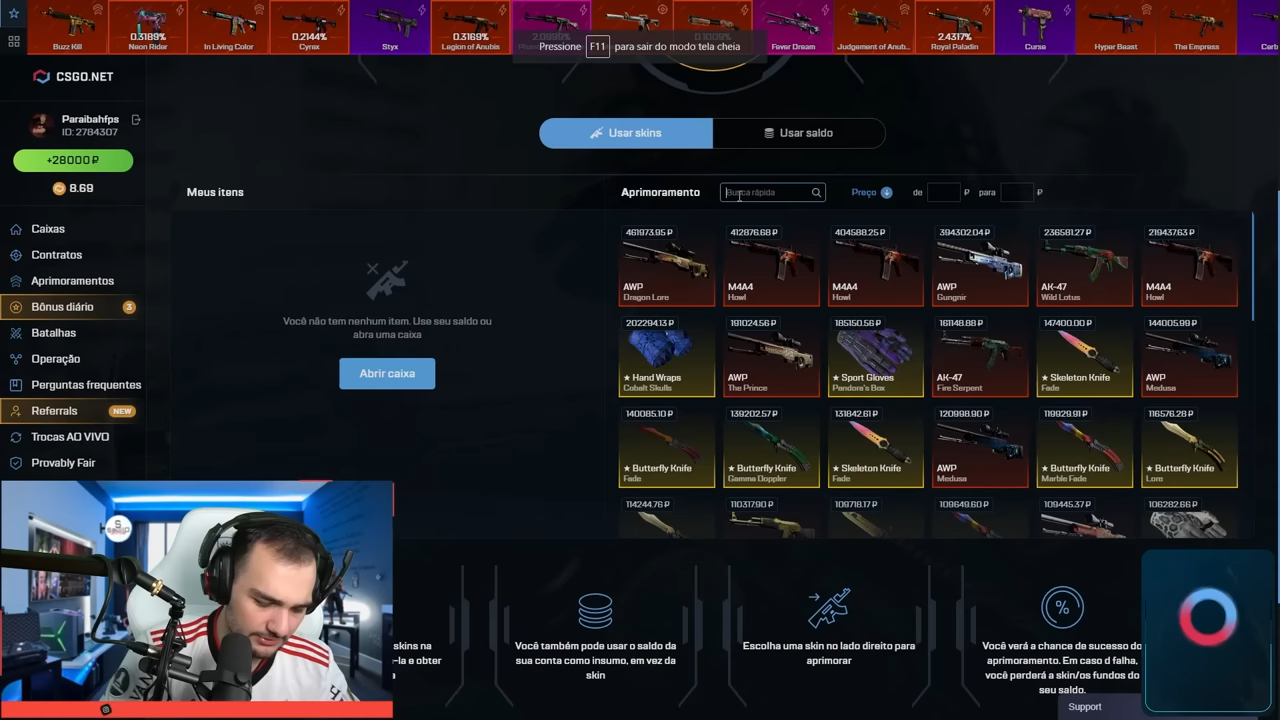 Buzz Kill
0.3189%
Neon Rider
In Living Color
0.2144%
Cyrex
Styx
0.3169%
Legion of Anubis
Fever Dream
Judgement of Anub...
2.4317%
Royal Paladin
Curse
Hyper Beast
The Empress
Pressione F11 para sair do modo tela cheia
CSGO.NET
Paraibahfps
ID: 2784307
+28000 ₽
8.69
Caixas
Contratos
Aprimoramentos
Bônus diário 3
Batalhas
Operação
Perguntas frequentes
Referrals NEW
Trocas AO VIVO
Provably Fair
Usar skins
Usar saldo
Meus itens
Você não tem nenhum item. Use seu saldo ou
abra uma caixa
Abrir caixa
Aprimoramento
Busca rápida
Preço
de ₽ para ₽
461973.95 ₽
AWP
Dragon Lore
412876.68 ₽
M4A4
Howl
404588.25 ₽
M4A4
Howl
394302.04 ₽
AWP
Gungnir
236581.27 ₽
AK-47
Wild Lotus
219437.63 ₽
M4A4
Howl
202294.13 ₽
★ Hand Wraps
Cobalt Skulls
191024.56 ₽
AWP
The Prince
185150.56 ₽
★ Sport Gloves
Pandora's Box
161148.88 ₽
AK-47
Fire Serpent
147400.00 ₽
★ Skeleton Knife
Fade
144005.99 ₽
AWP
Medusa
140085.10 ₽
★ Butterfly Knife
Fade
139202.57 ₽
★ Butterfly Knife
Gamma Doppler
131842.61 ₽
★ Skeleton Knife
Fade
120998.90 ₽
AWP
Medusa
119929.91 ₽
★ Butterfly Knife
Marble Fade
116576.28 ₽
★ Butterfly Knife
Lore
114244.76 ₽
110317.90 ₽
109718.17 ₽
109649.60 ₽
109445.37 ₽
106282.66 ₽
skins na
-la e obter
Você também pode usar o saldo da
sua conta como insumo, em vez da
skin
Escolha uma skin no lado direito para
aprimorar
Você verá a chance de sucesso do
aprimoramento. Em caso d falha,
você perderá a skin/os fundos do
seu saldo.
Support